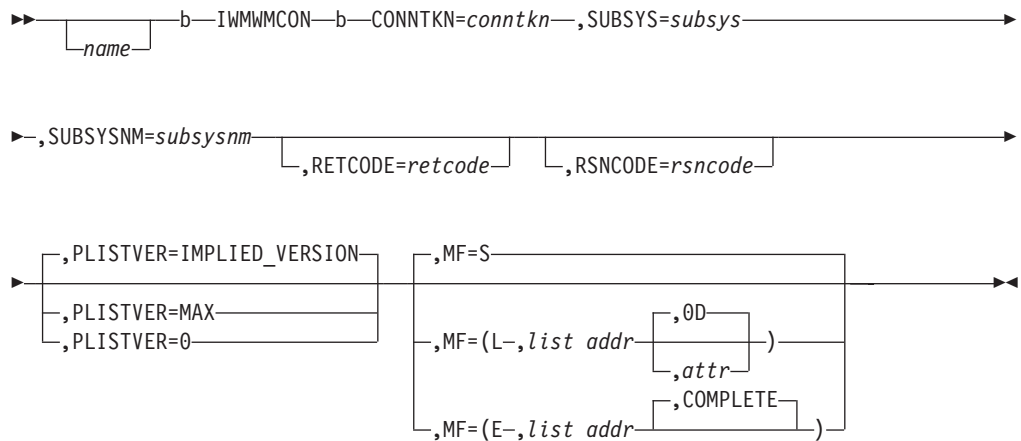 b IWMWMCON b CONNTKN=conntkn ,SUBSYS=subsys
name
,SUBSYSNM=subsysnm
,RETCODE=retcode ,RSNCODE=rsncode
,PLISTVER=IMPLIED_VERSION ,MF=S
,PLISTVER=MAX ,0D
,PLISTVER=0 ,MF=(L ,list addr )
,attr
,COMPLETE
,MF=(E ,list addr )